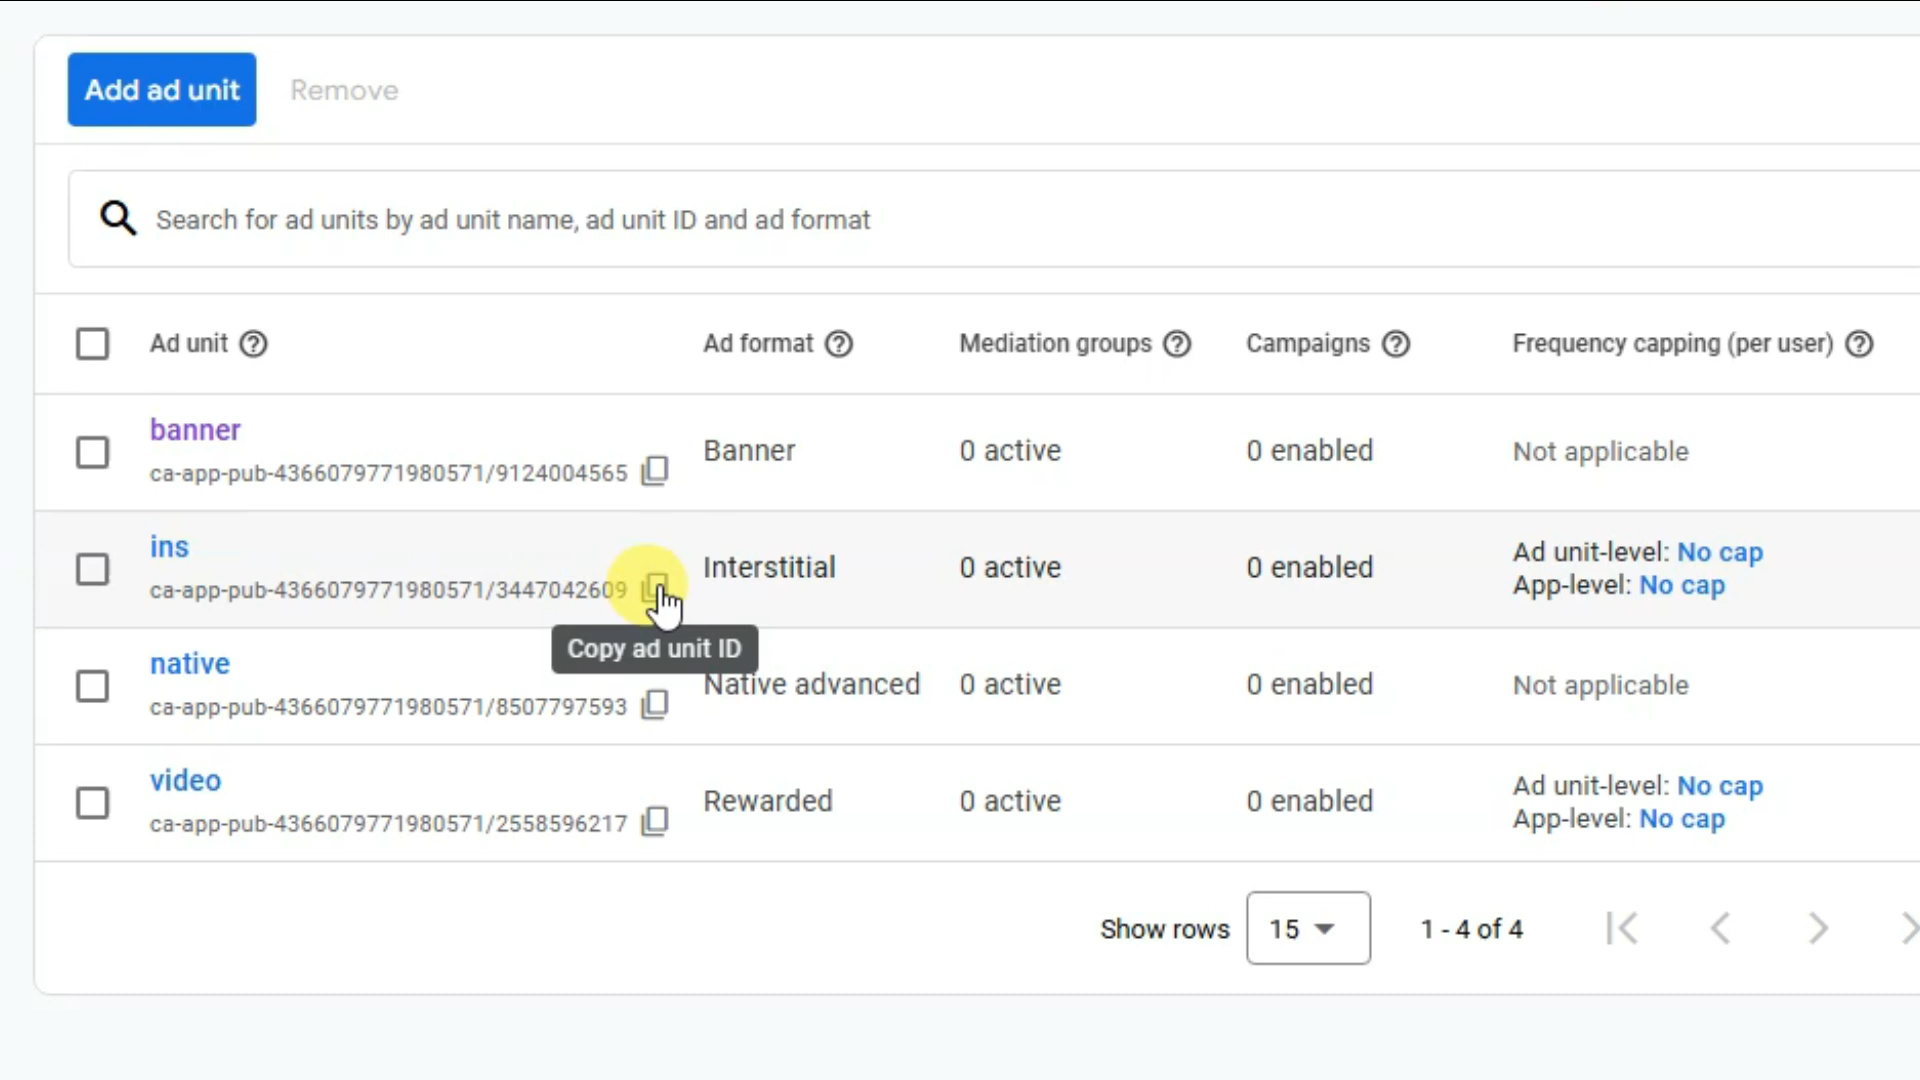 Add ad unit Remove
Search for ad units by ad unit name, ad unit ID and ad format
Ad unit Ad format Mediation groups Campaigns Frequency capping (per user)
banner
ca-app-pub-4366079771980571/9124004565 Banner 0 active 0 enabled Not applicable
ins
ca-app-pub-4366079771980571/3447042609 Interstitial 0 active 0 enabled Ad unit-level: No cap
App-level: No cap
Copy ad unit ID
native
ca-app-pub-4366079771980571/8507797593 Native advanced 0 active 0 enabled Not applicable
video
ca-app-pub-4366079771980571/2558596217 Rewarded 0 active 0 enabled Ad unit-level: No cap
App-level: No cap
Show rows 15 1 - 4 of 4